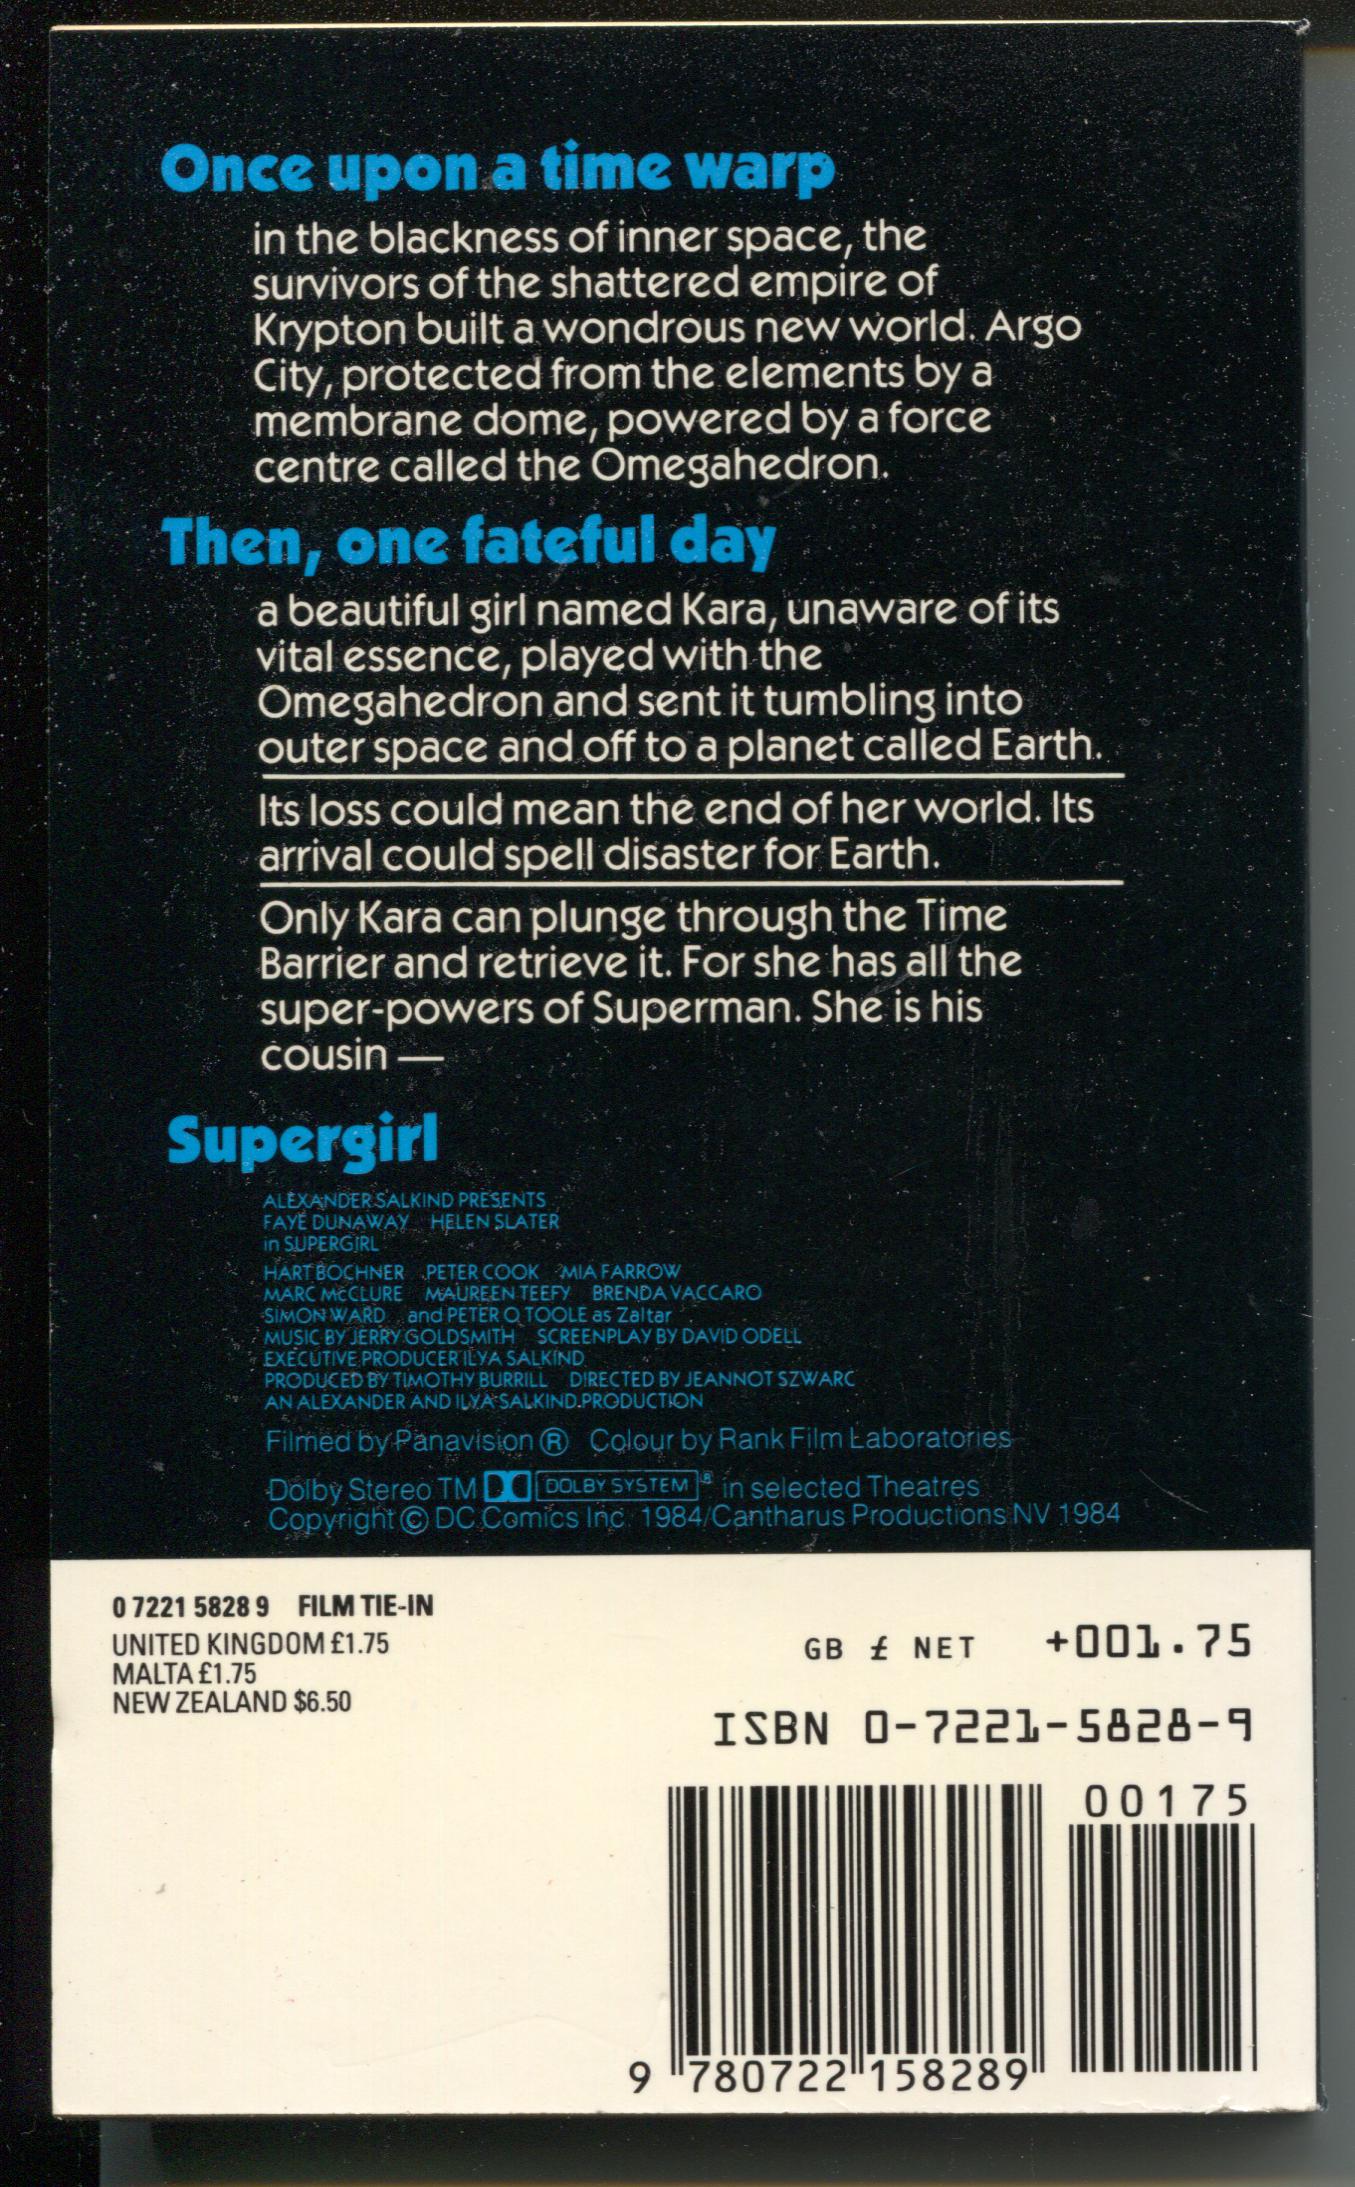 Once upon a time warp
in the blackness of inner space, the
survivors of the shattered empire of
Krypton built a wondrous new world. Argo
City, protected from the elements by a
membrane dome, powered by a force
centre called the Omegahedron.
Then, one fateful day
a beautiful girl named Kara, unaware of its
vital essence, played with the
Omegahedron and sent it tumbling into
outer space and off to a planet called Earth.
Its loss could mean the end of her world. Its
arrival could spell disaster for Earth.
Only Kara can plunge through the Time
Barrier and retrieve it. For she has all the
super-powers of Superman. She is his
cousin —
Supergirl
ALEXANDER SALKIND PRESENTS
FAYE DUNAWAY HELEN SLATER
in SUPERGIRL
HART BOCHNER PETER COOK MIA FARROW
MARC McCLURE MAUREEN TEEFY BRENDA VACCARO
SIMON WARD and PETER O TOOLE as Zaltar
MUSIC BY JERRY GOLDSMITH SCREENPLAY BY DAVID ODELL
EXECUTIVE PRODUCER ILYA SALKIND
PRODUCED BY TIMOTHY BURRILL DIRECTED BY JEANNOT SZWARC
AN ALEXANDER AND ILYA SALKIND PRODUCTION
Filmed by Panavision ® Colour by Rank Film Laboratories
Dolby Stereo TM DOLBY SYSTEM ® in selected Theatres
Copyright © DC Comics Inc. 1984/Cantharus Productions NV 1984
0 7221 5828 9 FILM TIE-IN
UNITED KINGDOM £1.75
MALTA £1.75
NEW ZEALAND $6.50
GB £ NET +001.75
ISBN 0-7221-5828-9
00175
9 780722 158289